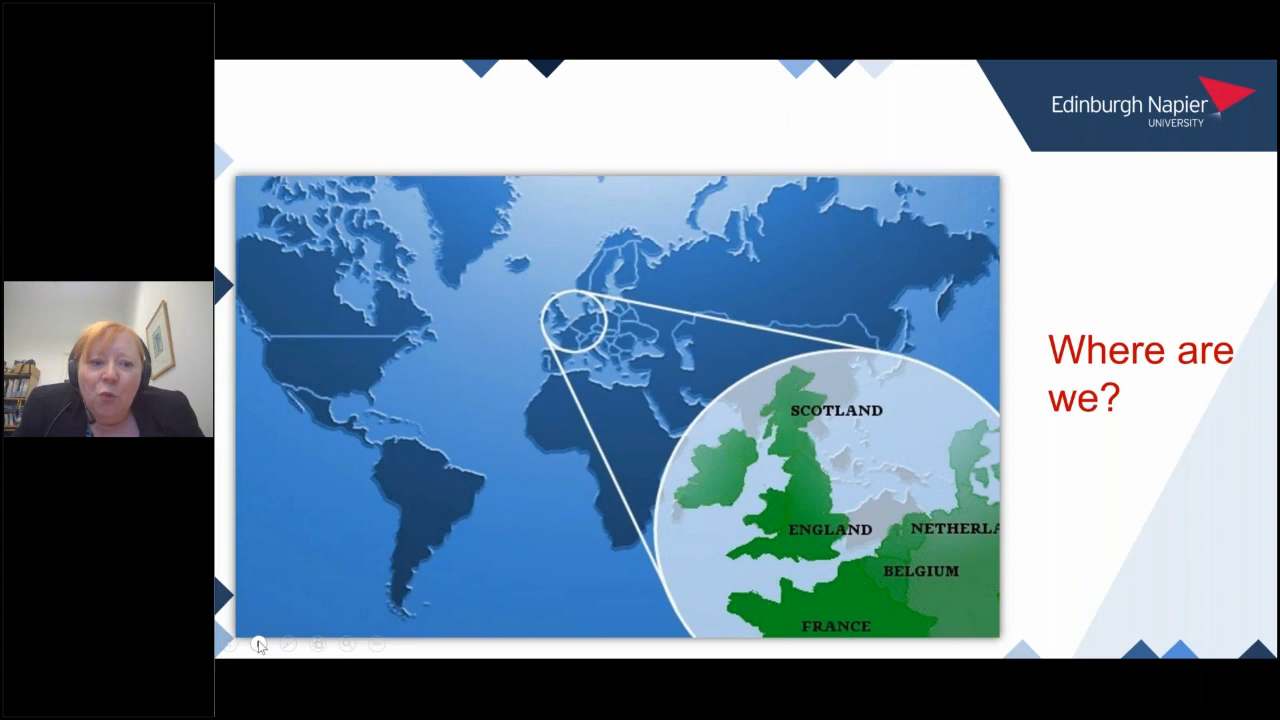 Edinburgh Napier
UNIVERSITY
Where are
we?
SCOTLAND
ENGLAND
NETHERLA
BELGIUM
FRANCE